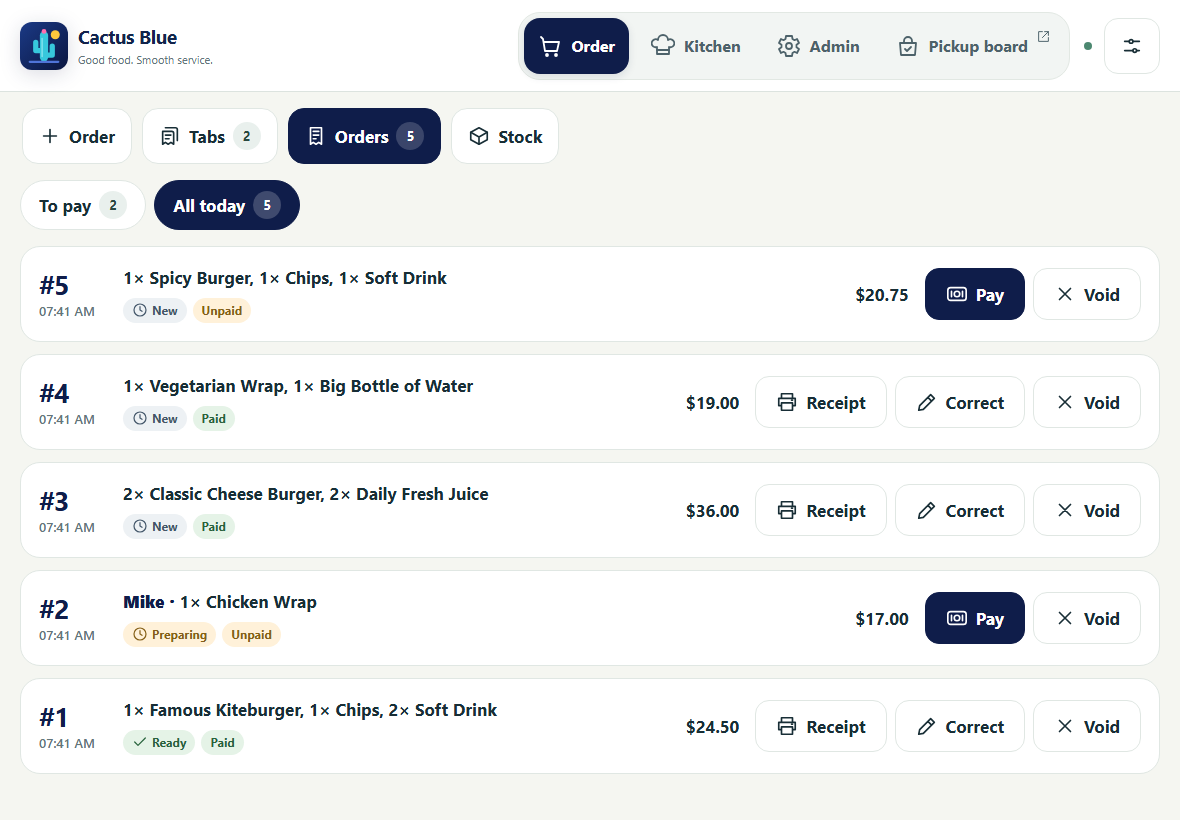 Cactus Blue
Good food. Smooth service.
Order
Kitchen
Admin
Pickup board
Order
Tabs 2
Orders 5
Stock
To pay 2
All today 5
#5
07:41 AM
1× Spicy Burger, 1× Chips, 1× Soft Drink
New Unpaid
$20.75
Pay
Void
#4
07:41 AM
1× Vegetarian Wrap, 1× Big Bottle of Water
New Paid
$19.00
Receipt
Correct
Void
#3
07:41 AM
2× Classic Cheese Burger, 2× Daily Fresh Juice
New Paid
$36.00
Receipt
Correct
Void
#2
07:41 AM
Mike · 1× Chicken Wrap
Preparing Unpaid
$17.00
Pay
Void
#1
07:41 AM
1× Famous Kiteburger, 1× Chips, 2× Soft Drink
Ready Paid
$24.50
Receipt
Correct
Void